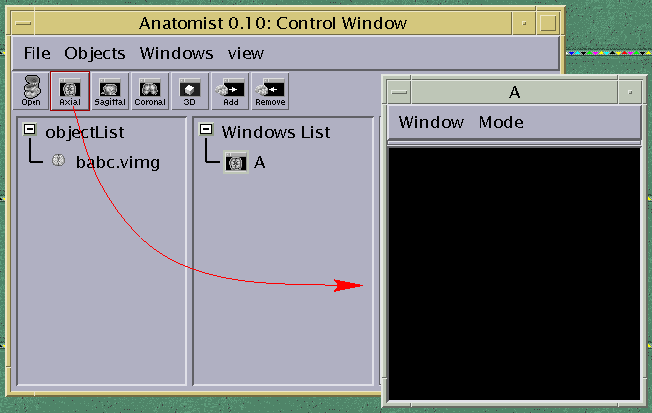 Anatomist 0.10: Control Window
File Objects Windows view
Open Axial Sagittal Coronal 3D Add Remove
objectList
babc.vimg
Windows List
A
A
Window Mode